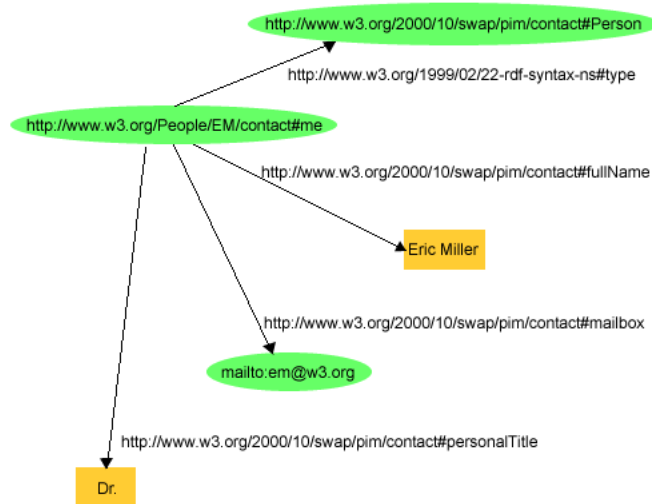 http://www.w3.org/2000/10/swap/pim/contact#Person
http://www.w3.org/1999/02/22-rdf-syntax-ns#type
http://www.w3.org/People/EM/contact#me
http://www.w3.org/2000/10/swap/pim/contact#fullName
Eric Miller
http://www.w3.org/2000/10/swap/pim/contact#mailbox
mailto:em@w3.org
http://www.w3.org/2000/10/swap/pim/contact#personalTitle
Dr.